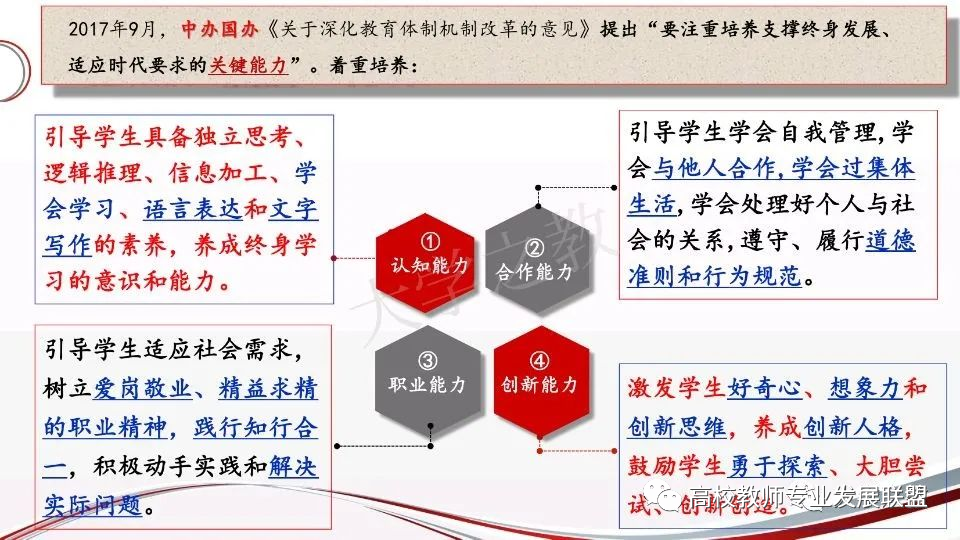 2017年9月，中办国办《关于深化教育体制机制改革的意见》提出“要注重培养支撑终身发展、
适应时代要求的关键能力”。着重培养：
引导学生具备独立思考、
逻辑推理、信息加工、学
会学习、语言表达和文字
写作的素养，养成终身学
习的意识和能力。
引导学生学会自我管理,学
会与他人合作,学会过集体
生活,学会处理好个人与社
会的关系,遵守、履行道德
准则和行为规范。
①
认知能力
②
合作能力
③
职业能力
④
创新能力
引导学生适应社会需求，
树立爱岗敬业、精益求精
的职业精神，践行知行合
一，积极动手实践和解决
实际问题。
激发学生好奇心、想象力和
创新思维，养成创新人格，
鼓励学生勇于探索、大胆尝
试、创新创造。
大学之教
高校教师专业发展联盟